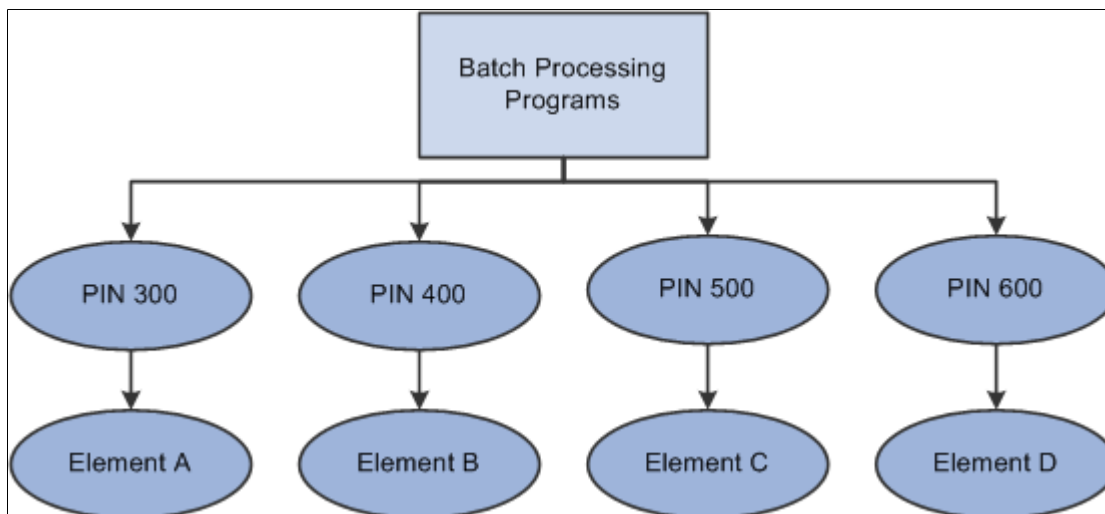 Batch Processing
Programs
PIN 300
PIN 400
PIN 500
PIN 600
Element A
Element B
Element C
Element D